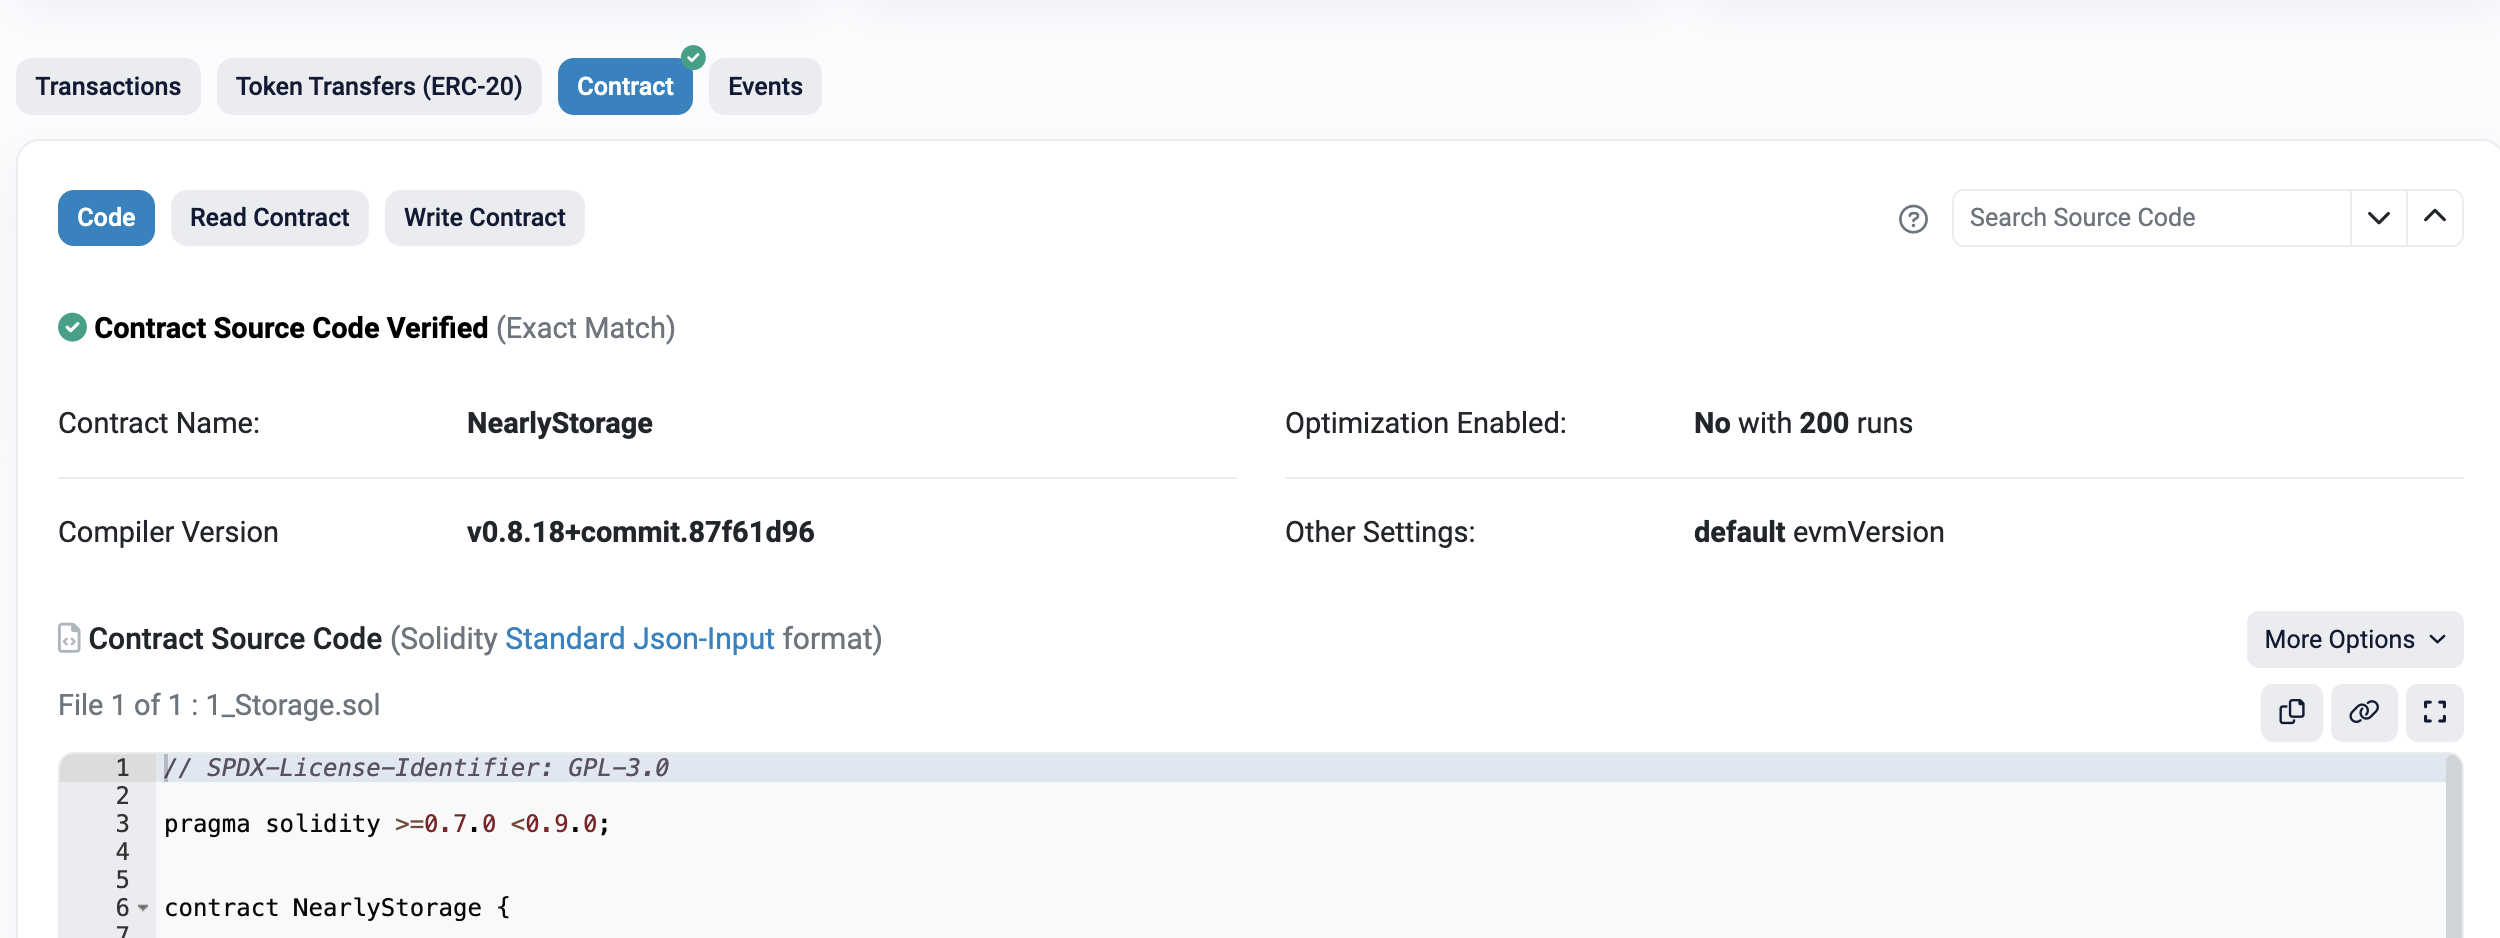 Transactions Token Transfers (ERC-20) Contract Events
Code Read Contract Write Contract Search Source Code
Contract Source Code Verified (Exact Match)
Contract Name: NearlyStorage Optimization Enabled: No with 200 runs
Compiler Version v0.8.18+commit.87f61d96 Other Settings: default evmVersion
Contract Source Code (Solidity Standard Json-Input format) More Options
File 1 of 1 : 1_Storage.sol
1 // SPDX-License-Identifier: GPL-3.0
2
3 pragma solidity >=0.7.0 <0.9.0;
4
5
6 contract NearlyStorage {
7